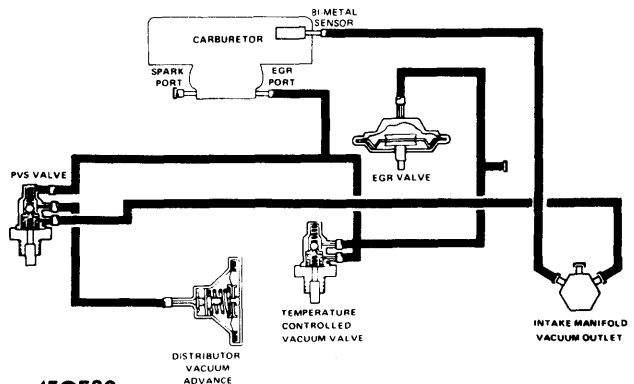 BI-METAL
SENSOR
CARBURETOR
SPARK
PORT
EGR
PORT
PVS VALVE
EGR VALVE
TEMPERATURE
CONTROLLED
VACUUM VALVE
INTAKE MANIFOLD
VACUUM OUTLET
DISTRIBUTOR
VACUUM
ADVANCE